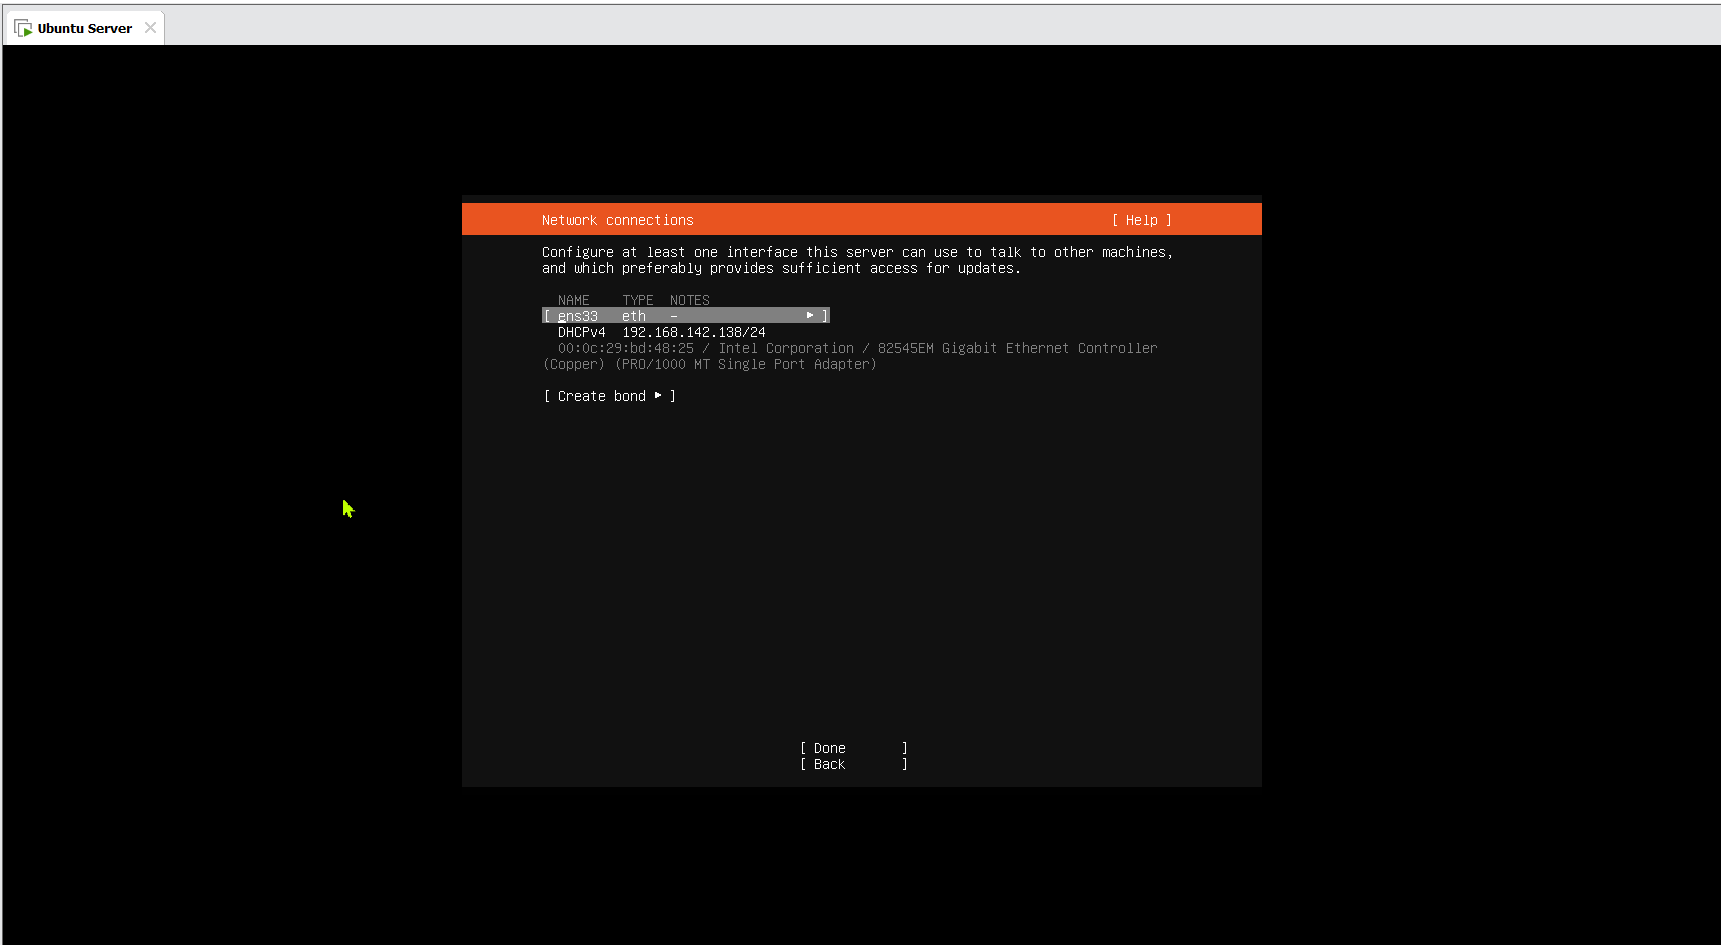 Ubuntu Server
Network connections [ Help ]
Configure at least one interface this server can use to talk to other machines,
and which preferably provides sufficient access for updates.
NAME TYPE NOTES
[ ens33 eth – ▸ ]
DHCPv4 192.168.142.138/24
00:0c:29:bd:48:25 / Intel Corporation / 82545EM Gigabit Ethernet Controller
(Copper) (PRO/1000 MT Single Port Adapter)
[ Create bond ▸ ]
[ Done ]
[ Back ]